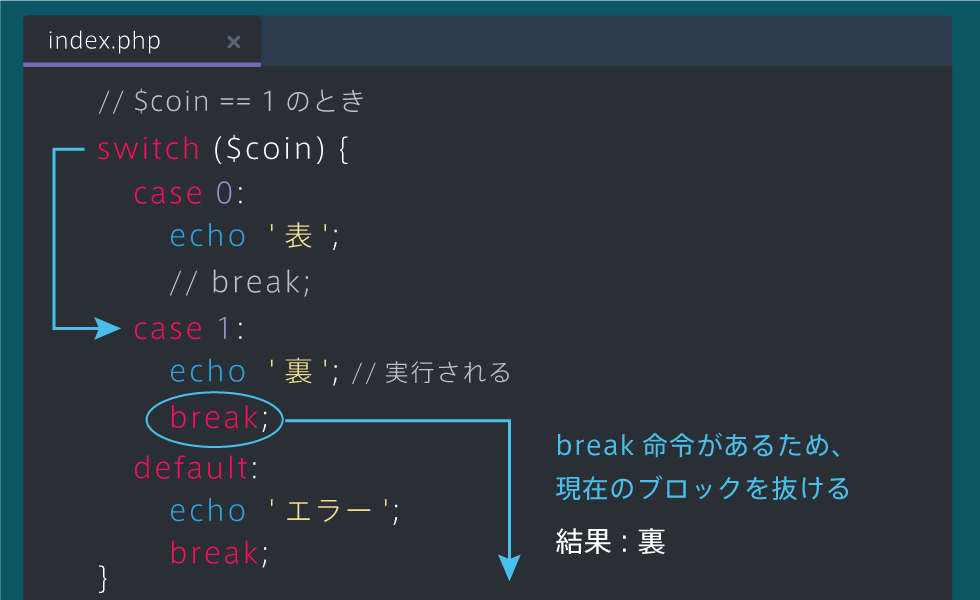 index.php ×
// $coin == 1 のとき
switch ($coin) {
case 0:
echo ' 表 ';
// break;
case 1:
echo ' 裏 '; // 実行される
break;
default:
echo ' エラー ';
break;
}
break 命令があるため、
現在のブロックを抜ける
結果 : 裏